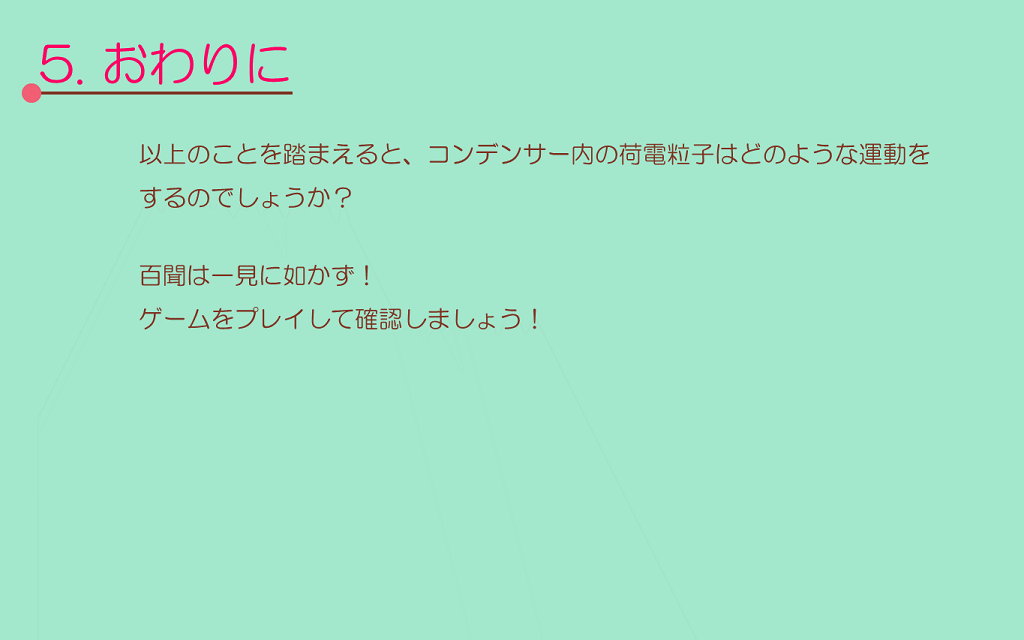 5. おわりに
以上のことを踏まえると、コンデンサー内の荷電粒子はどのような運動を
するのでしょうか？
百聞は一見に如かず！
ゲームをプレイして確認しましょう！